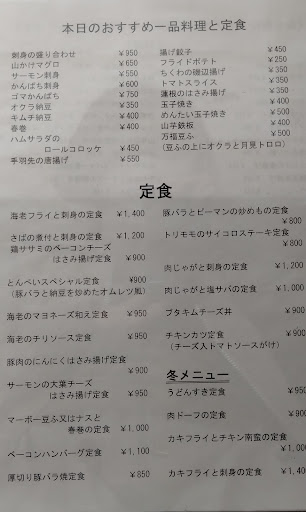 本日のおすすめ一品料理と定食
刺身の盛り合わせ ¥950
山かけマグロ ¥650
サーモン刺身 ¥550
かんぱち刺身 ¥600
ゴマかんぱち ¥750
オクラ納豆 ¥350
キムチ納豆 ¥400
春巻 ¥400
ハムサラダの
ロールコロッケ ¥450
手羽先の唐揚げ ¥550
揚げ餃子 ¥450
フライドポテト ¥250
ちくわの磯辺揚げ ¥350
トマトスライス ¥350
蓮根のはさみ揚げ ¥450
玉子焼き ¥400
めんたい玉子焼き ¥500
山芋鉄板 ¥400
万福豆ふ ¥450
(豆ふの上にオクラと月見トロロ)
定食
海老フライと刺身の定食 ¥1,400
さばの煮付と刺身の定食 ¥1,200
鶏ササミのベーコンチーズ
はさみ揚げ定食 ¥900
とんぺいスペシャル定食 ¥900
(豚バラと納豆を炒めたオムレツ風)
海老のマヨネーズ和え定食 ¥950
海老のチリソース定食 ¥950
豚肉のにんにくはさみ揚げ定食
¥950
サーモンの大葉チーズ
はさみ揚げ定食 ¥950
マーボー豆ふ又はナスと
春巻の定食 ¥1,000
ベーコンハンバーグ定食 ¥1,100
厚切り豚バラ焼定食 ¥850
豚バラとピーマンの炒めもの定食
¥800
トリモモのサイコロステーキ定食
¥800
肉じゃがと刺身の定食 ¥1,300
肉じゃがと塩サバの定食 ¥1,000
ブタキムチーズ丼 ¥900
チキンカツ定食 ¥900
(チーズ入トマトソースがけ)
冬メニュー
うどんすき定食 ¥950
肉ドーフの定食 ¥900
カキフライとチキン南蛮の定食
¥1,000
カキフライと刺身の定食 ¥1,400